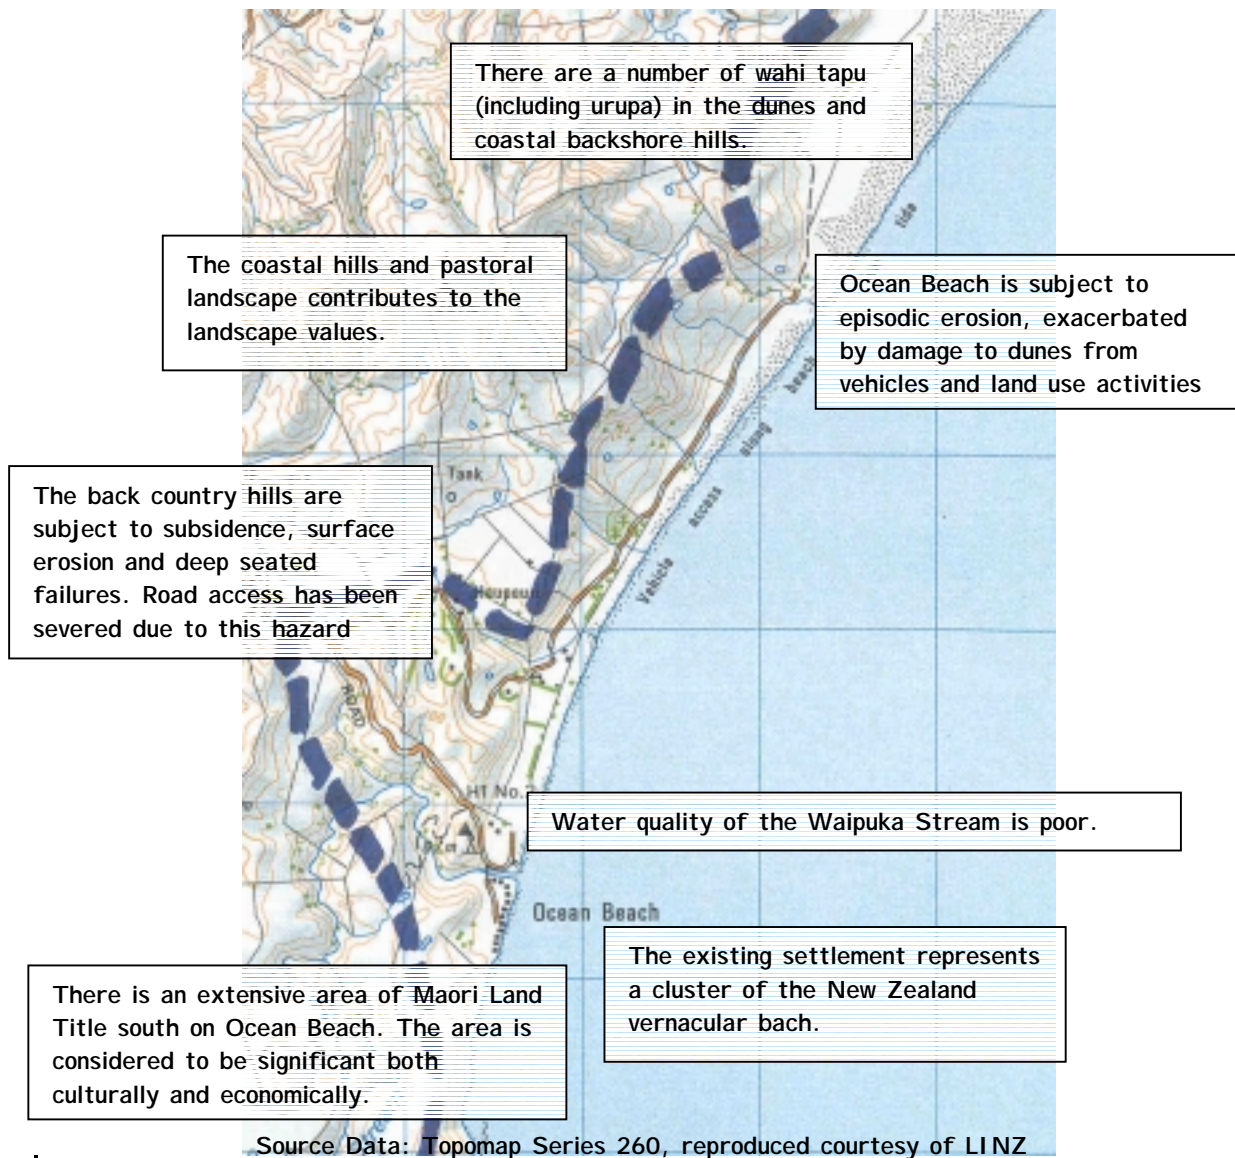 There are a number of wahi tapu
(including urupa) in the dunes and
coastal backshore hills.
tide
The coastal hills and pastoral
landscape contributes to the
landscape values.
Ocean Beach is subject to
episodic erosion, exacerbated
by damage to dunes from
vehicles and land use activities
beach
along
access
Vehicle
Tank
The back country hills are
subject to subsidence, surface
erosion and deep seated
failures. Road access has been
severed due to this hazard
ROAD
HT No.
Water quality of the Waipuka Stream is poor.
Ocean Beach
The existing settlement represents
a cluster of the New Zealand
vernacular bach.
There is an extensive area of Maori Land
Title south on Ocean Beach. The area is
considered to be significant both
culturally and economically.
Source Data: Topomap Series 260, reproduced courtesy of LINZ